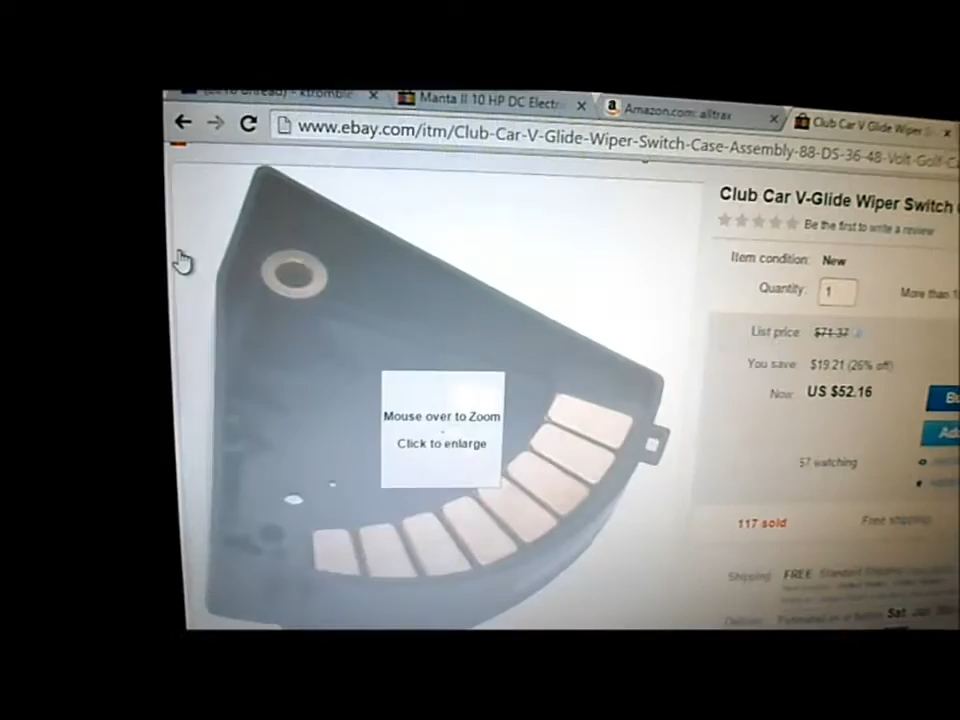 Manta II 10 HP DC Electr
Amazon.com: alltrax
Club Car V Glide Wiper S
www.ebay.com/itm/Club-Car-V-Glide-Wiper-Switch-Case-Assembly-88-DS-36-48-Volt-Golf-C
Club Car V-Glide Wiper Switch
Be the first to write a review
Item condition: New
Quantity: 1
More than 1
List price: $71.37
You save: $19.21 (26% off)
Now: US $52.16
Mouse over to Zoom
-
Click to enlarge
57 watching
117 sold
Free shipping
Shipping: FREE Standard Shipping
Sat